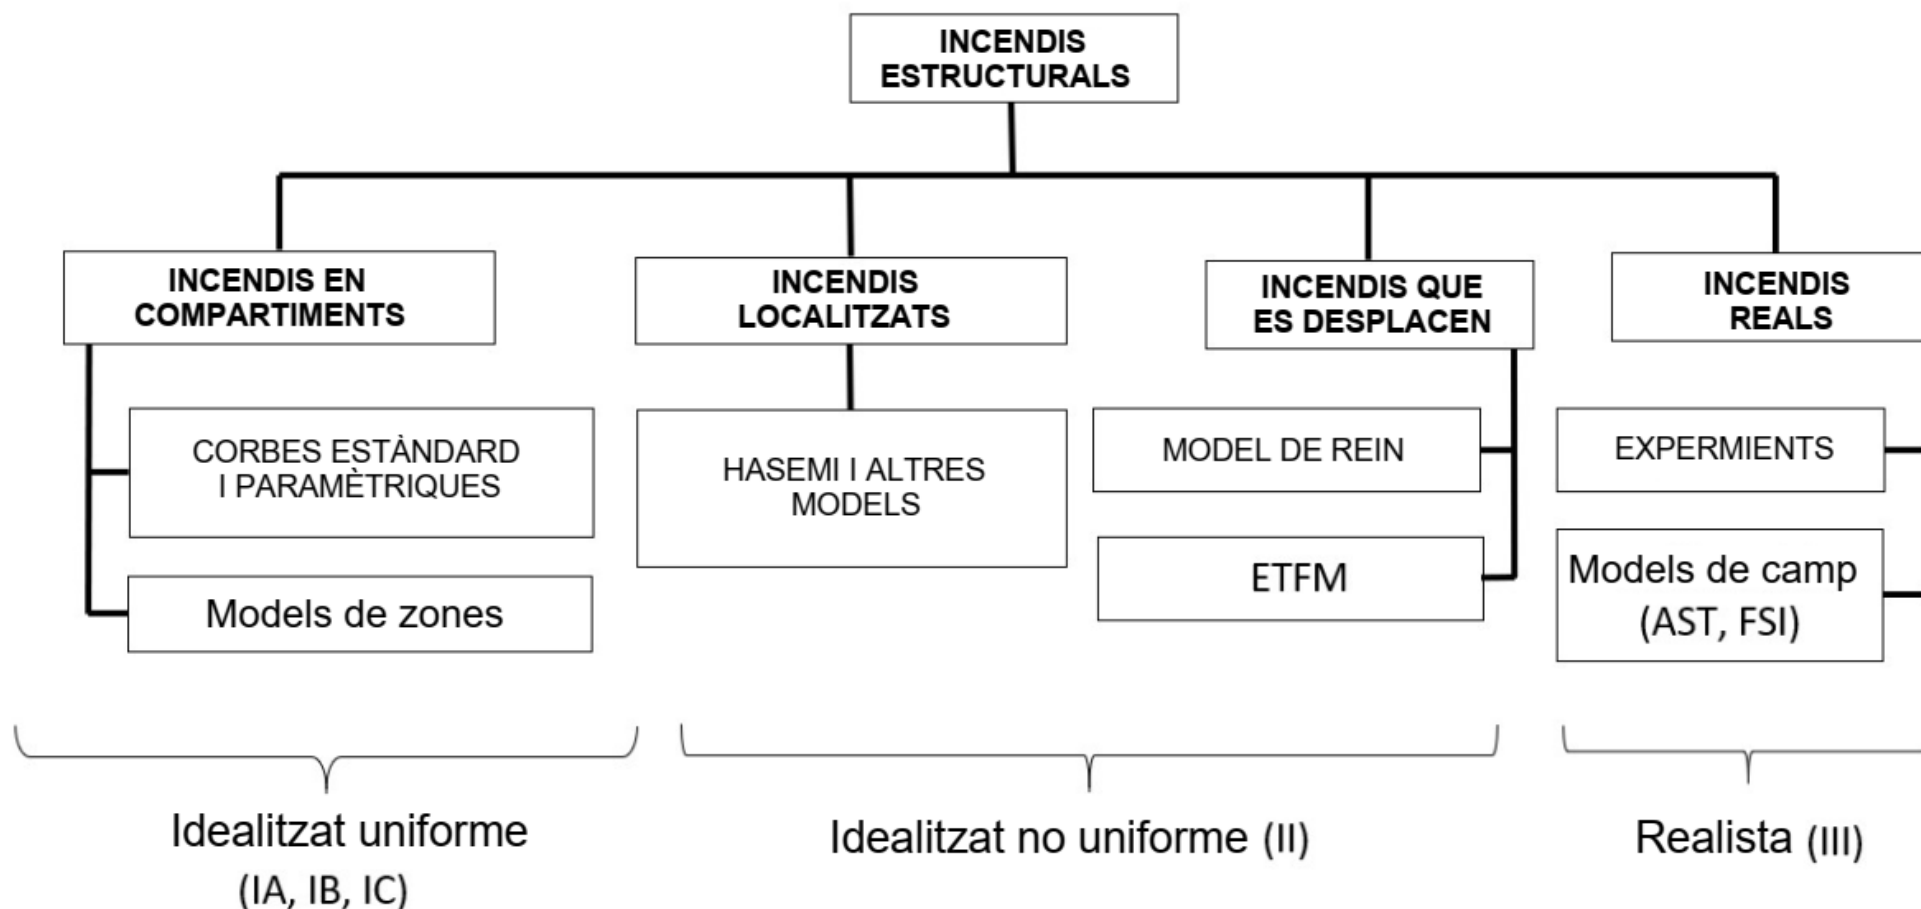 INCENDIS
ESTRUCTURALS
INCENDIS EN
COMPARTIMENTS
INCENDIS
LOCALITZATS
INCENDIS QUE
ES DESPLACEN
INCENDIS
REALS
CORBES ESTÀNDARD
I PARAMÈTRIQUES
Models de zones
HASEMI I ALTRES
MODELS
MODEL DE REIN
ETFM
EXPERMIENTS
Models de camp
(AST, FSI)
Idealitzat uniforme
(IA, IB, IC)
Idealitzat no uniforme (II)
Realista (III)